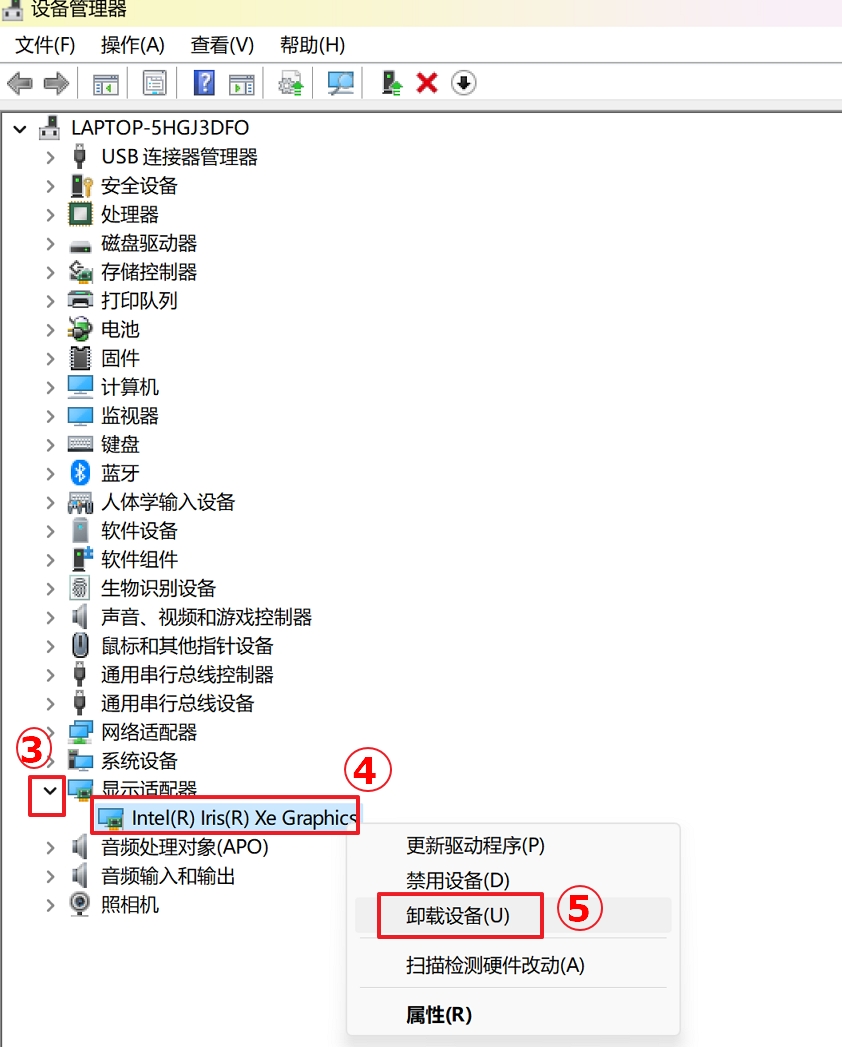 设备管理器
文件(F) 操作(A) 查看(V) 帮助(H)
LAPTOP-5HGJ3DFO
USB 连接器管理器
安全设备
处理器
磁盘驱动器
存储控制器
打印队列
电池
固件
计算机
监视器
键盘
蓝牙
人体学输入设备
软件设备
软件组件
生物识别设备
声音、视频和游戏控制器
鼠标和其他指针设备
通用串行总线控制器
通用串行总线设备
网络适配器
③ 系统设备
显示适配器
④
Intel(R) Iris(R) Xe Graphics
音频处理对象(APO)
音频输入和输出
照相机
更新驱动程序(P)
禁用设备(D)
卸载设备(U) ⑤
扫描检测硬件改动(A)
属性(R)